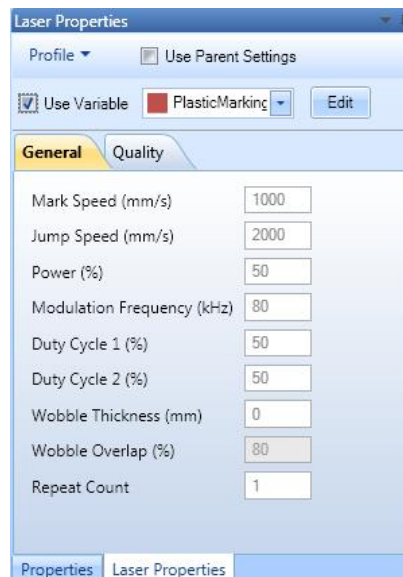 Laser Properties
Profile Use Parent Settings
Use Variable PlasticMarking Edit
General Quality
Mark Speed (mm/s) 1000
Jump Speed (mm/s) 2000
Power (%) 50
Modulation Frequency (kHz) 80
Duty Cycle 1 (%) 50
Duty Cycle 2 (%) 50
Wobble Thickness (mm) 0
Wobble Overlap (%) 80
Repeat Count 1
Properties Laser Properties